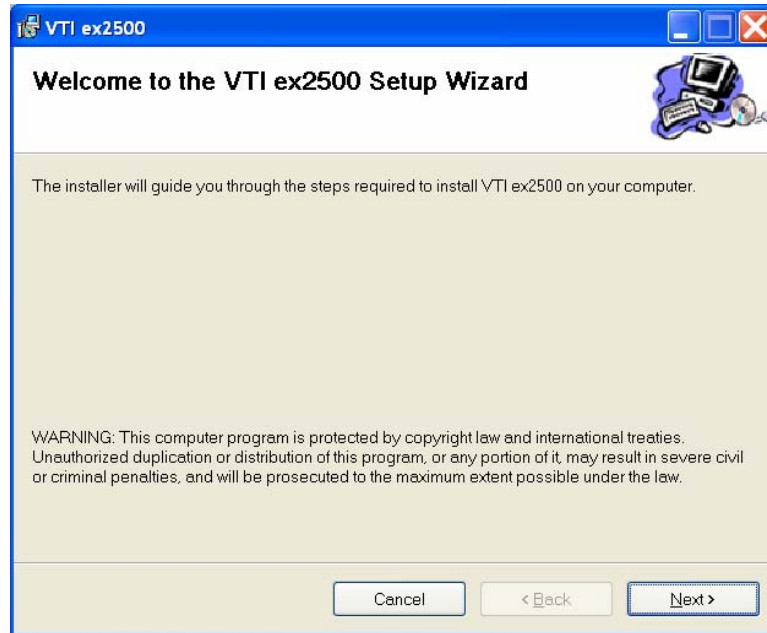 VTI ex2500
Welcome to the VTI ex2500 Setup Wizard
The installer will guide you through the steps required to install VTI ex2500 on your computer.
WARNING: This computer program is protected by copyright law and international treaties.
Unauthorized duplication or distribution of this program, or any portion of it, may result in severe civil
or criminal penalties, and will be prosecuted to the maximum extent possible under the law.
Cancel
< Back
Next >